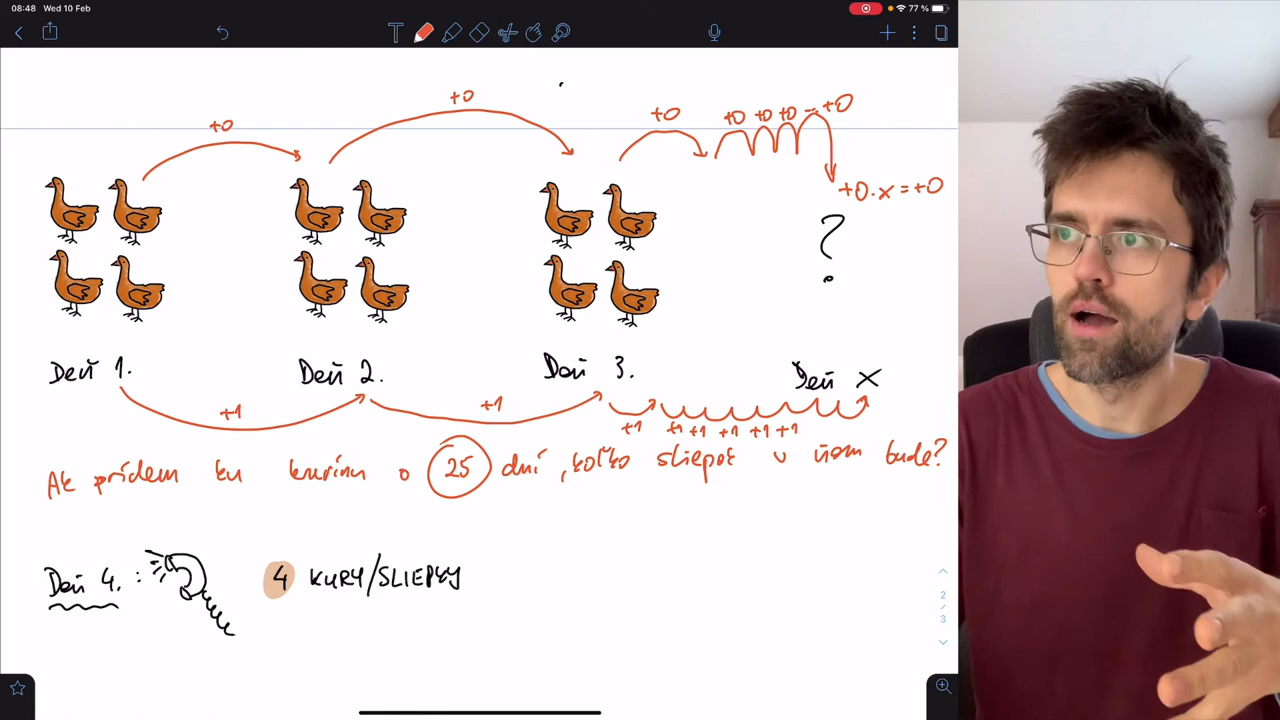 08:48 Wed 10 Feb
77 %
T
+0 +0 +0 +0 +0 +0 +0
+0·x = +0
?
Deň 1. Deň 2. Deň 3. Deň X
+1 +1 +1 +1 +1 +1 +1 +1
Ak prídem ku kurínu o 25 dní, koľko sliepok v ňom bude?
Deň 4. : 4 KURY/SLIEPKY
2
/
3